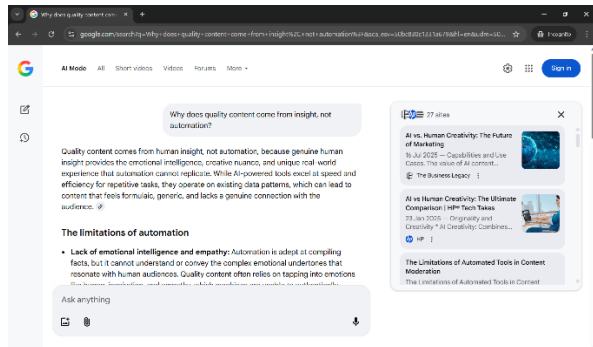 Why does quality content com
google.com/search?q=Why+does+quality+content+come+from+insight%2C+not+automation%3F
Incognito
AI Mode All Short videos Videos Forums More
Sign in
Why does quality content come from insight, not
automation?
Quality content comes from human insight, not automation, because genuine human
insight provides the emotional intelligence, creative nuance, and unique real-world
experience that automation cannot replicate. While AI-powered tools excel at speed and
efficiency for repetitive tasks, they operate on existing data patterns, which can lead to
content that feels formulaic, generic, and lacks a genuine connection with the
audience.
The limitations of automation
• Lack of emotional intelligence and empathy: Automation is adept at compiling
facts, but it cannot understand or convey the complex emotional undertones that
resonate with human audiences. Quality content often relies on tapping into emotions
Ask anything
27 sites
AI vs. Human Creativity: The Future
of Marketing
16 Jul 2025 — Capabilities and Use
Cases. The value of AI content...
The Business Legacy
AI vs Human Creativity: The Ultimate
Comparison | HP® Tech Takes
23 Jan 2025 — Originality and
Creativity * AI Creativity: Combines...
HP
The Limitations of Automated Tools in Content
Moderation
The Limitations of Automated Tools in Content